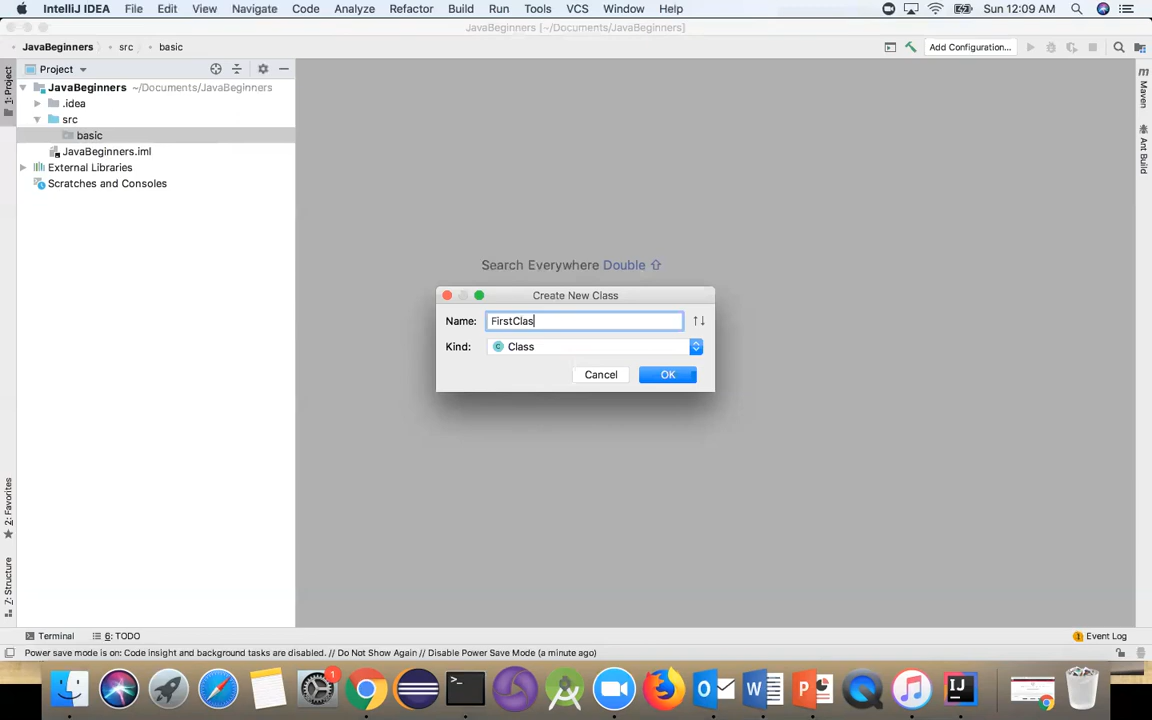 IntelliJ IDEA File Edit View Navigate Code Analyze Refactor Build Run Tools VCS Window Help Sun 12:09 AM
JavaBeginners [~/Documents/JavaBeginners]
JavaBeginners src basic Add Configuration...
Project
JavaBeginners ~/Documents/JavaBeginners
.idea
src
basic
JavaBeginners.iml
External Libraries
Scratches and Consoles
1: Project
2: Favorites
7: Structure
Maven
Ant Build
Search Everywhere Double ⇧
Create New Class
Name: FirstClas
Kind: Class
Cancel OK
Terminal 6: TODO Event Log
Power save mode is on: Code insight and background tasks are disabled. // Do Not Show Again // Disable Power Save Mode (a minute ago)